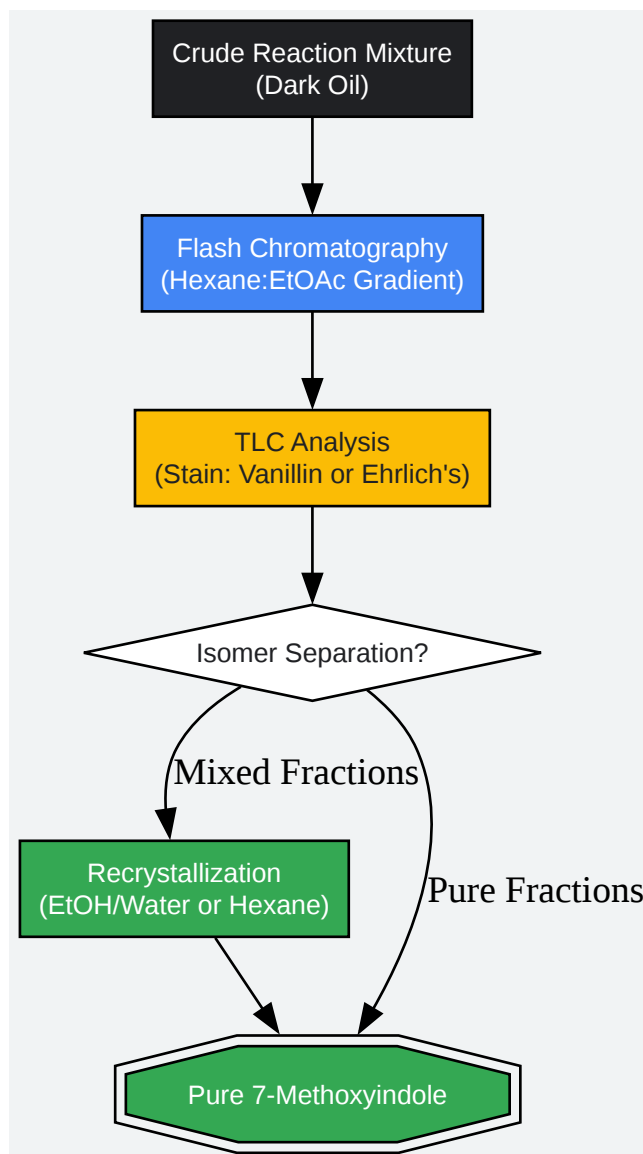 Crude Reaction Mixture
(Dark Oil)
Flash Chromatography
(Hexane:EtOAc Gradient)
TLC Analysis
(Stain: Vanillin or Ehrlich's)
Isomer Separation?
Mixed Fractions
Recrystallization
(EtOH/Water or Hexane)
Pure Fractions
Pure 7-Methoxyindole